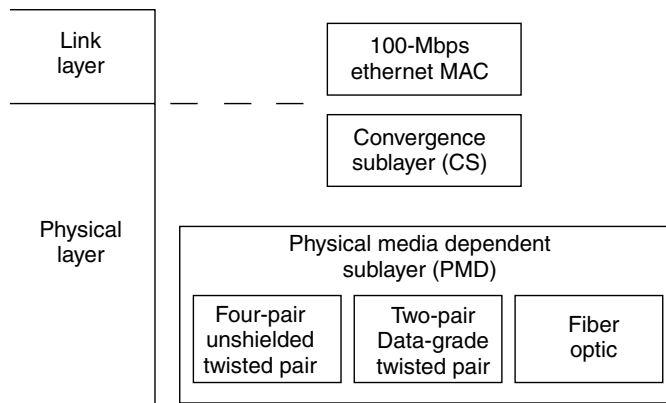 Link
layer
100-Mbps
ethernet MAC
Convergence
sublayer (CS)
Physical
layer
Physical media dependent
sublayer (PMD)
Four-pair
unshielded
twisted pair
Two-pair
Data-grade
twisted pair
Fiber
optic